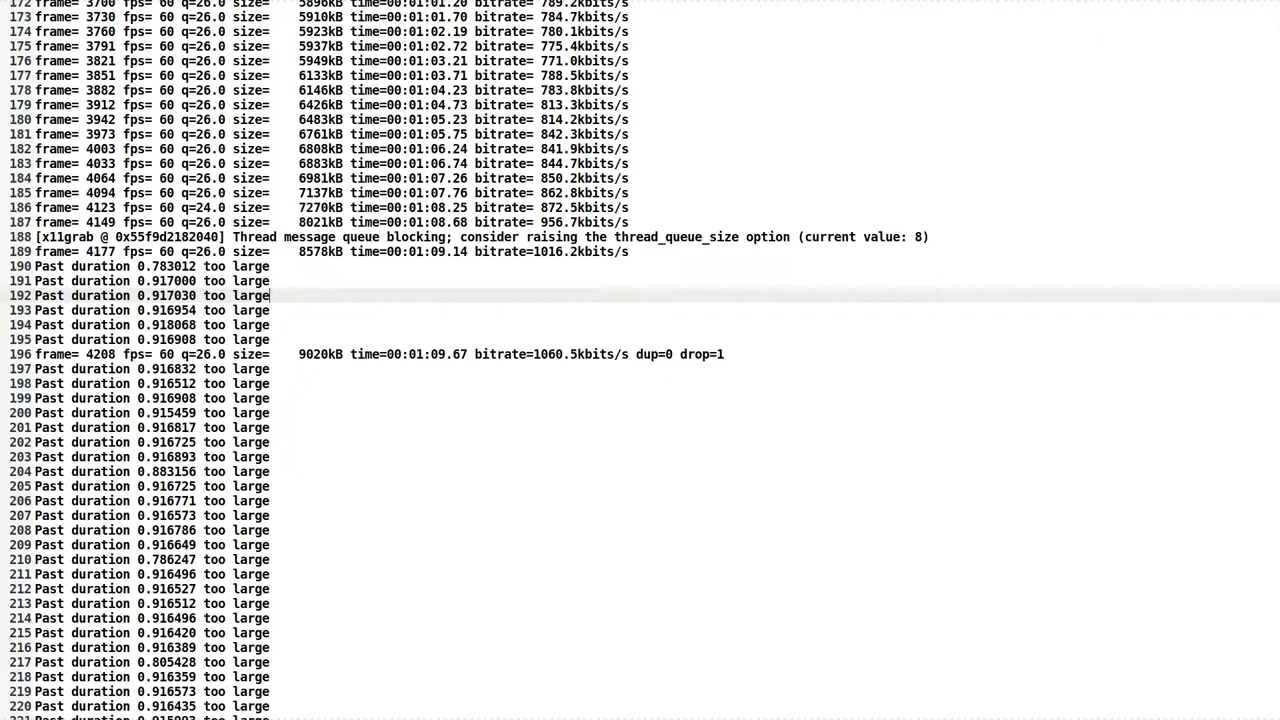 172 frame= 3700 fps= 60 q=26.0 size=    5896kB time=00:01:01.20 bitrate= 789.2kbits/s
173 frame= 3730 fps= 60 q=26.0 size=    5910kB time=00:01:01.70 bitrate= 784.7kbits/s
174 frame= 3760 fps= 60 q=26.0 size=    5923kB time=00:01:02.19 bitrate= 780.1kbits/s
175 frame= 3791 fps= 60 q=26.0 size=    5937kB time=00:01:02.72 bitrate= 775.4kbits/s
176 frame= 3821 fps= 60 q=26.0 size=    5949kB time=00:01:03.21 bitrate= 771.0kbits/s
177 frame= 3851 fps= 60 q=26.0 size=    6133kB time=00:01:03.71 bitrate= 788.5kbits/s
178 frame= 3882 fps= 60 q=26.0 size=    6146kB time=00:01:04.23 bitrate= 783.8kbits/s
179 frame= 3912 fps= 60 q=26.0 size=    6426kB time=00:01:04.73 bitrate= 813.3kbits/s
180 frame= 3942 fps= 60 q=26.0 size=    6483kB time=00:01:05.23 bitrate= 814.2kbits/s
181 frame= 3973 fps= 60 q=26.0 size=    6761kB time=00:01:05.75 bitrate= 842.3kbits/s
182 frame= 4003 fps= 60 q=26.0 size=    6808kB time=00:01:06.24 bitrate= 841.9kbits/s
183 frame= 4033 fps= 60 q=26.0 size=    6883kB time=00:01:06.74 bitrate= 844.7kbits/s
184 frame= 4064 fps= 60 q=26.0 size=    6981kB time=00:01:07.26 bitrate= 850.2kbits/s
185 frame= 4094 fps= 60 q=26.0 size=    7137kB time=00:01:07.76 bitrate= 862.8kbits/s
186 frame= 4123 fps= 60 q=24.0 size=    7270kB time=00:01:08.25 bitrate= 872.5kbits/s
187 frame= 4149 fps= 60 q=26.0 size=    8021kB time=00:01:08.68 bitrate= 956.7kbits/s
188 [x11grab @ 0x55f9d2182040] Thread message queue blocking; consider raising the thread_queue_size option (current value: 8)
189 frame= 4177 fps= 60 q=26.0 size=    8578kB time=00:01:09.14 bitrate=1016.2kbits/s
190 Past duration 0.783012 too large
191 Past duration 0.917000 too large
192 Past duration 0.917030 too large
193 Past duration 0.916954 too large
194 Past duration 0.918068 too large
195 Past duration 0.916908 too large
196 frame= 4208 fps= 60 q=26.0 size=    9020kB time=00:01:09.67 bitrate=1060.5kbits/s dup=0 drop=1
197 Past duration 0.916832 too large
198 Past duration 0.916512 too large
199 Past duration 0.916908 too large
200 Past duration 0.915459 too large
201 Past duration 0.916817 too large
202 Past duration 0.916725 too large
203 Past duration 0.916893 too large
204 Past duration 0.883156 too large
205 Past duration 0.916725 too large
206 Past duration 0.916771 too large
207 Past duration 0.916573 too large
208 Past duration 0.916786 too large
209 Past duration 0.916649 too large
210 Past duration 0.786247 too large
211 Past duration 0.916496 too large
212 Past duration 0.916527 too large
213 Past duration 0.916512 too large
214 Past duration 0.916496 too large
215 Past duration 0.916420 too large
216 Past duration 0.916389 too large
217 Past duration 0.805428 too large
218 Past duration 0.916359 too large
219 Past duration 0.916573 too large
220 Past duration 0.916435 too large
Past duration too large